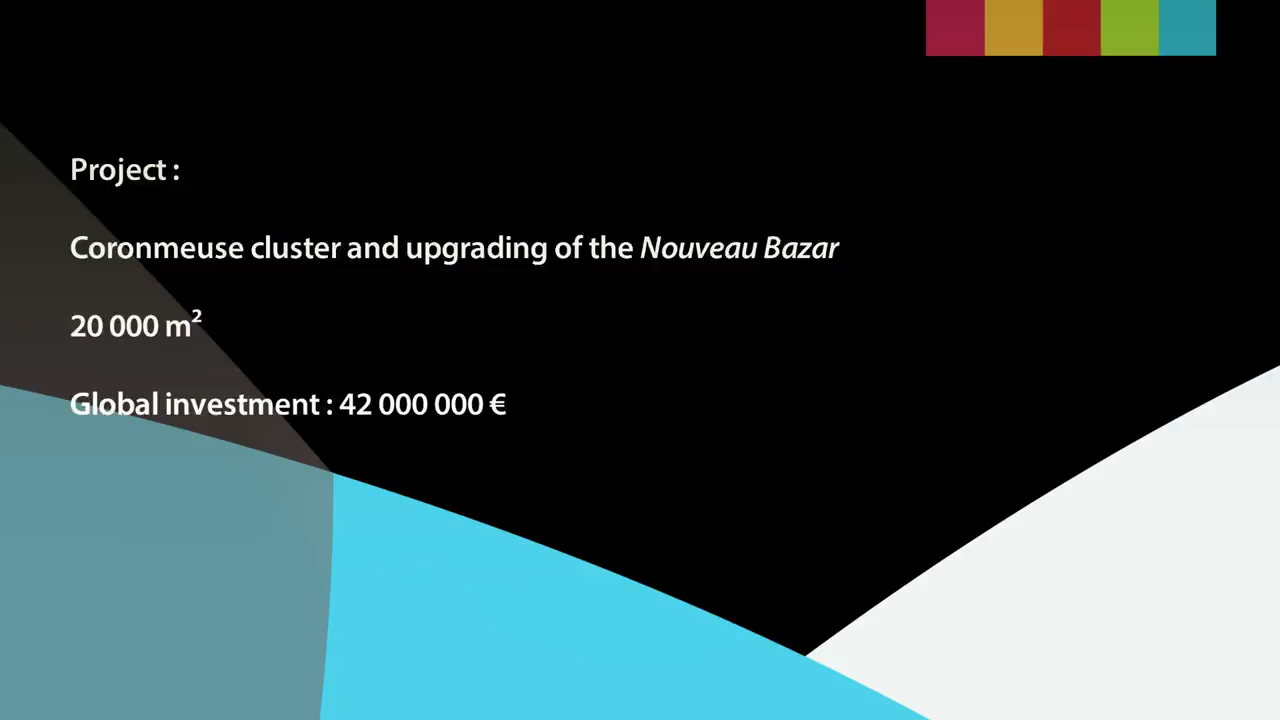 Project :
Coronmeuse cluster and upgrading of the Nouveau Bazar
20 000 m²
Global investment : 42 000 000 €